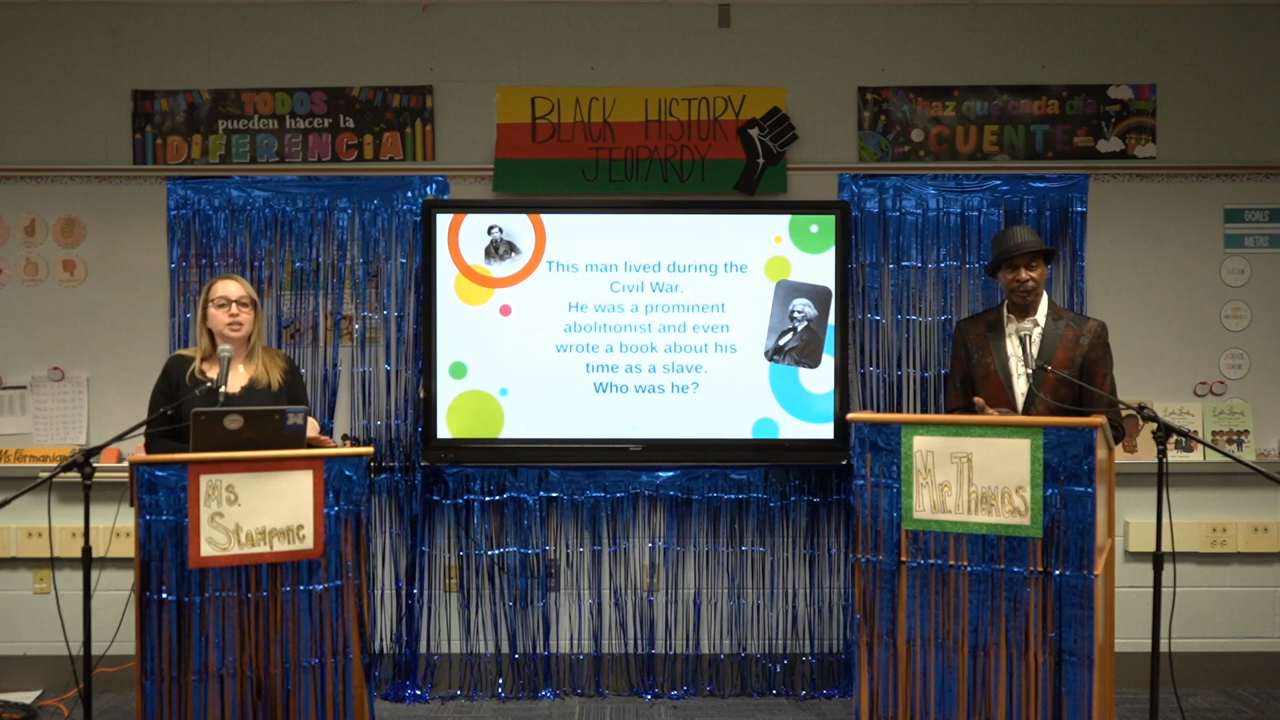 TODOS
pueden hacer la
DIFERENCIA
BLACK HISTORY
JEOPARDY
haz que cada día
CUENTE
GOALS
METAS
This man lived during the
Civil War.
He was a prominent
abolitionist and even
wrote a book about his
time as a slave.
Who was he?
Ms.
Stampone
Mr. Thomas